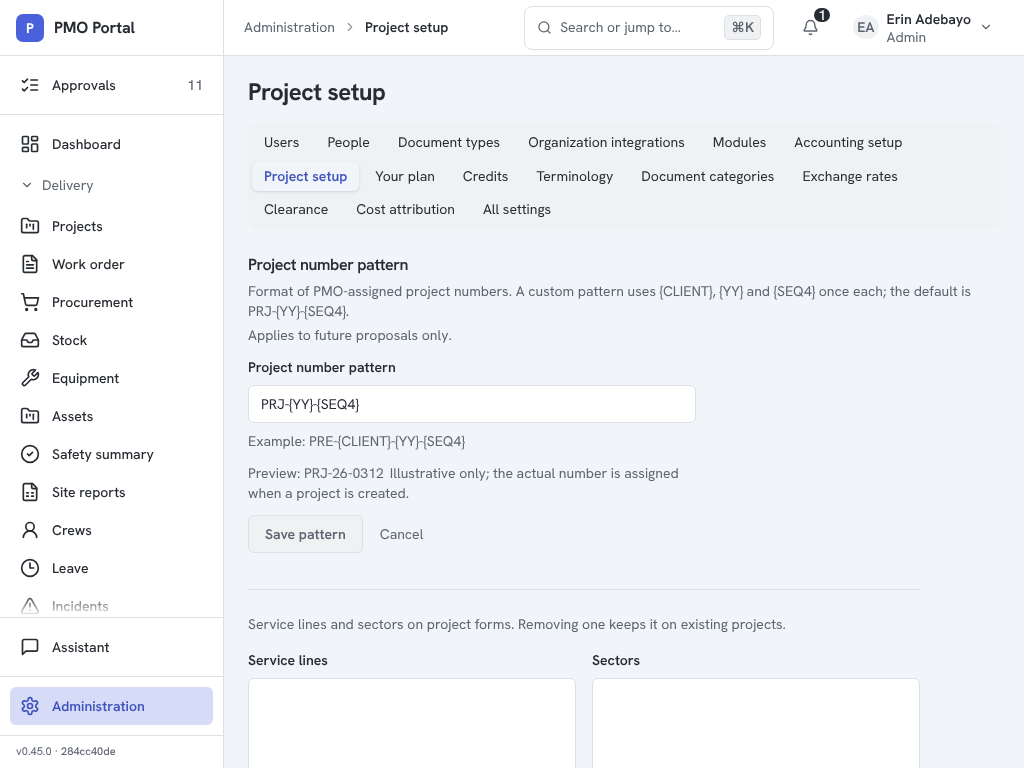 P PMO Portal
Administration > Project setup
Search or jump to... ⌘K
1
EA Erin Adebayo
Admin
Approvals 11
Dashboard
Delivery
Projects
Work order
Procurement
Stock
Equipment
Assets
Safety summary
Site reports
Crews
Leave
Incidents
Assistant
Administration
v0.45.0 · 284cc40de
Project setup
Users People Document types Organization integrations Modules Accounting setup
Project setup Your plan Credits Terminology Document categories Exchange rates
Clearance Cost attribution All settings
Project number pattern
Format of PMO-assigned project numbers. A custom pattern uses {CLIENT}, {YY} and {SEQ4} once each; the default is
PRJ-{YY}-{SEQ4}.
Applies to future proposals only.
Project number pattern
PRJ-{YY}-{SEQ4}
Example: PRE-{CLIENT}-{YY}-{SEQ4}
Preview: PRJ-26-0312 Illustrative only; the actual number is assigned
when a project is created.
Save pattern Cancel
Service lines and sectors on project forms. Removing one keeps it on existing projects.
Service lines Sectors